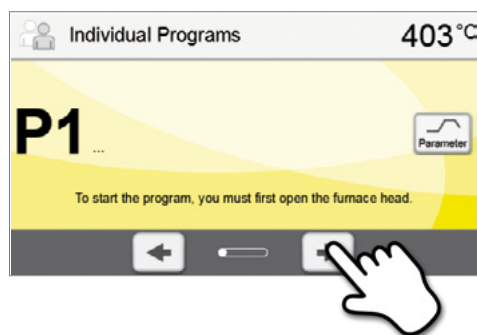 Individual Programs
403°C
P1...
Parameter
To start the program, you must first open the furnace head.